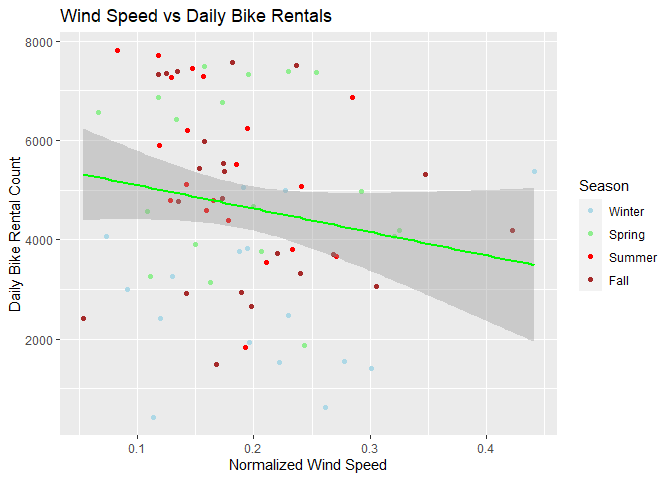 Wind Speed vs Daily Bike Rentals
8000
6000
4000
2000
Daily Bike Rental Count
0.1
0.2
0.3
0.4
Normalized Wind Speed
Season
Winter
Spring
Summer
Fall